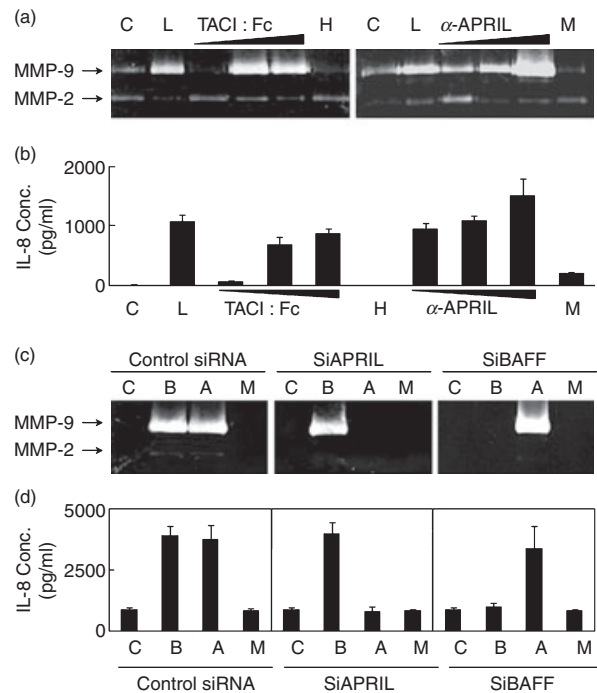 (a)
C L TACI : Fc H C L α-APRIL M
MMP-9
MMP-2
(b)
IL-8 Conc.
(pg/ml)
2000
1000
0
C L TACI : Fc H α-APRIL M
(c)
Control siRNA SiAPRIL SiBAFF
C B A M C B A M C B A M
MMP-9
MMP-2
(d)
IL-8 Conc.
(pg/ml)
5000
2500
0
C B A M C B A M C B A M
Control siRNA SiAPRIL SiBAFF